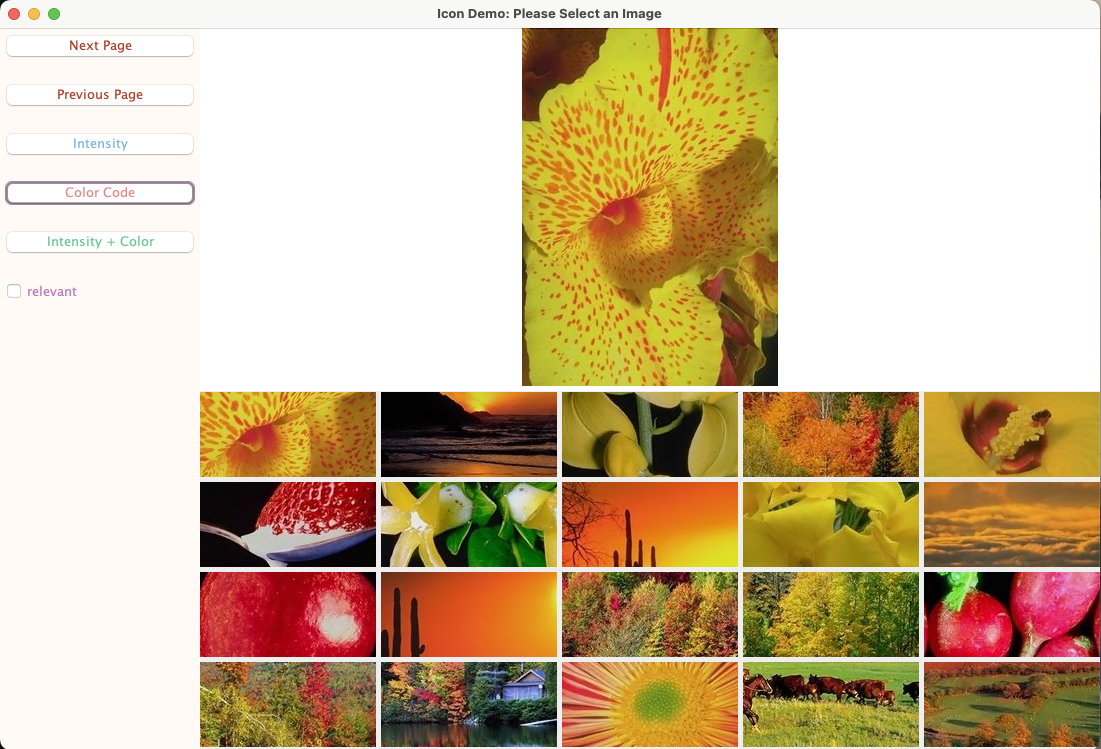 Icon Demo: Please Select an Image
Next Page
Previous Page
Intensity
Color Code
Intensity + Color
relevant